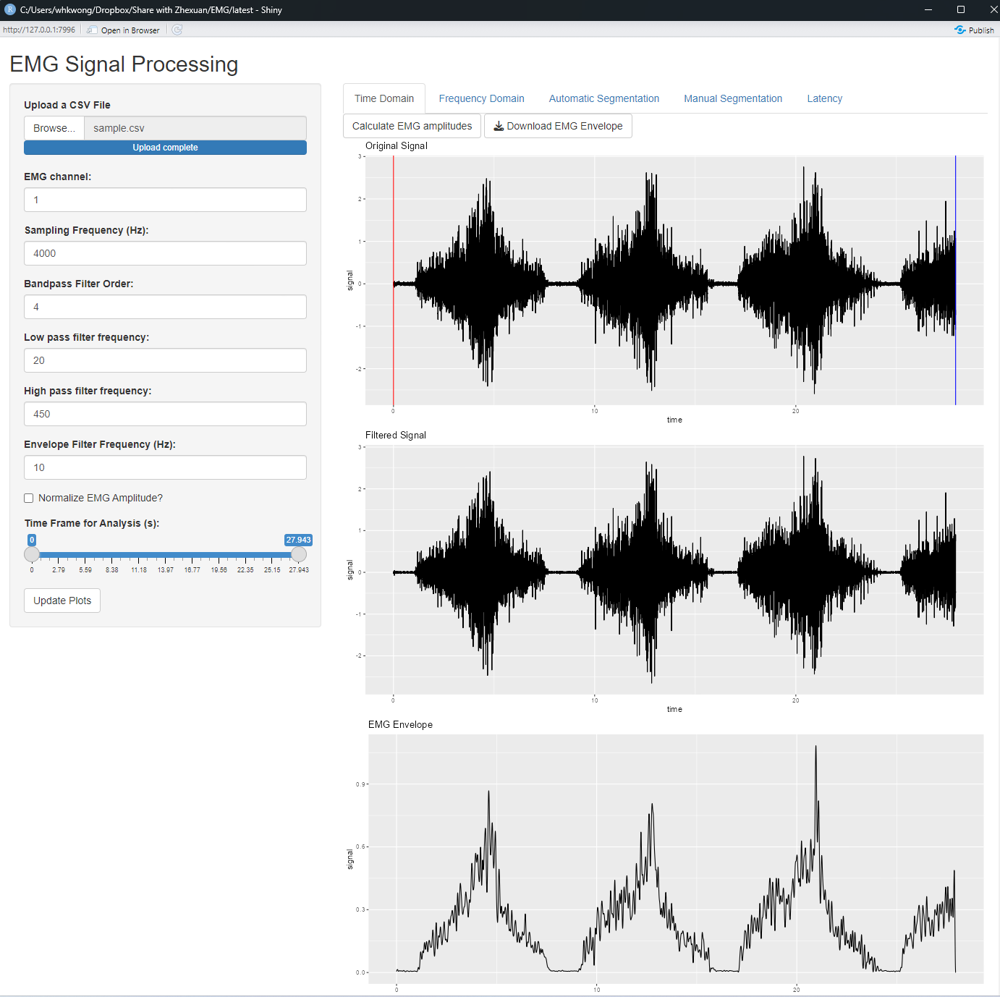 C:/Users/whkwong/Dropbox/Share with Zhexuan/EMG/latest - Shiny
http://127.0.0.1:7996
Open in Browser
Publish
EMG Signal Processing
Upload a CSV File
Browse...
sample.csv
Upload complete
EMG channel:
1
Sampling Frequency (Hz):
4000
Bandpass Filter Order:
4
Low pass filter frequency:
20
High pass filter frequency:
450
Envelope Filter Frequency (Hz):
10
Normalize EMG Amplitude?
Time Frame for Analysis (s):
0 27.943
0 2.79 5.59 8.38 11.18 13.97 16.77 19.56 22.35 25.15 27.943
Update Plots
Time Domain Frequency Domain Automatic Segmentation Manual Segmentation Latency
Calculate EMG amplitudes Download EMG Envelope
Original Signal
3
2
1
0
-1
-2
signal
0 10 20
time
Filtered Signal
3
2
1
0
-1
-2
signal
0 10 20
time
EMG Envelope
0.9
0.6
0.3
0.0
signal
0 10 20